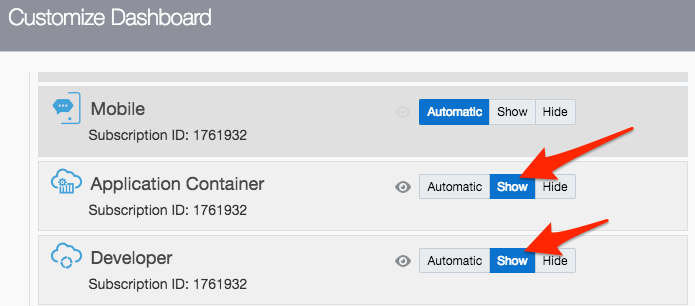 Customize Dashboard
Mobile
Automatic Show Hide
Subscription ID: 1761932
Application Container
Automatic Show Hide
Subscription ID: 1761932
Developer
Automatic Show Hide
Subscription ID: 1761932